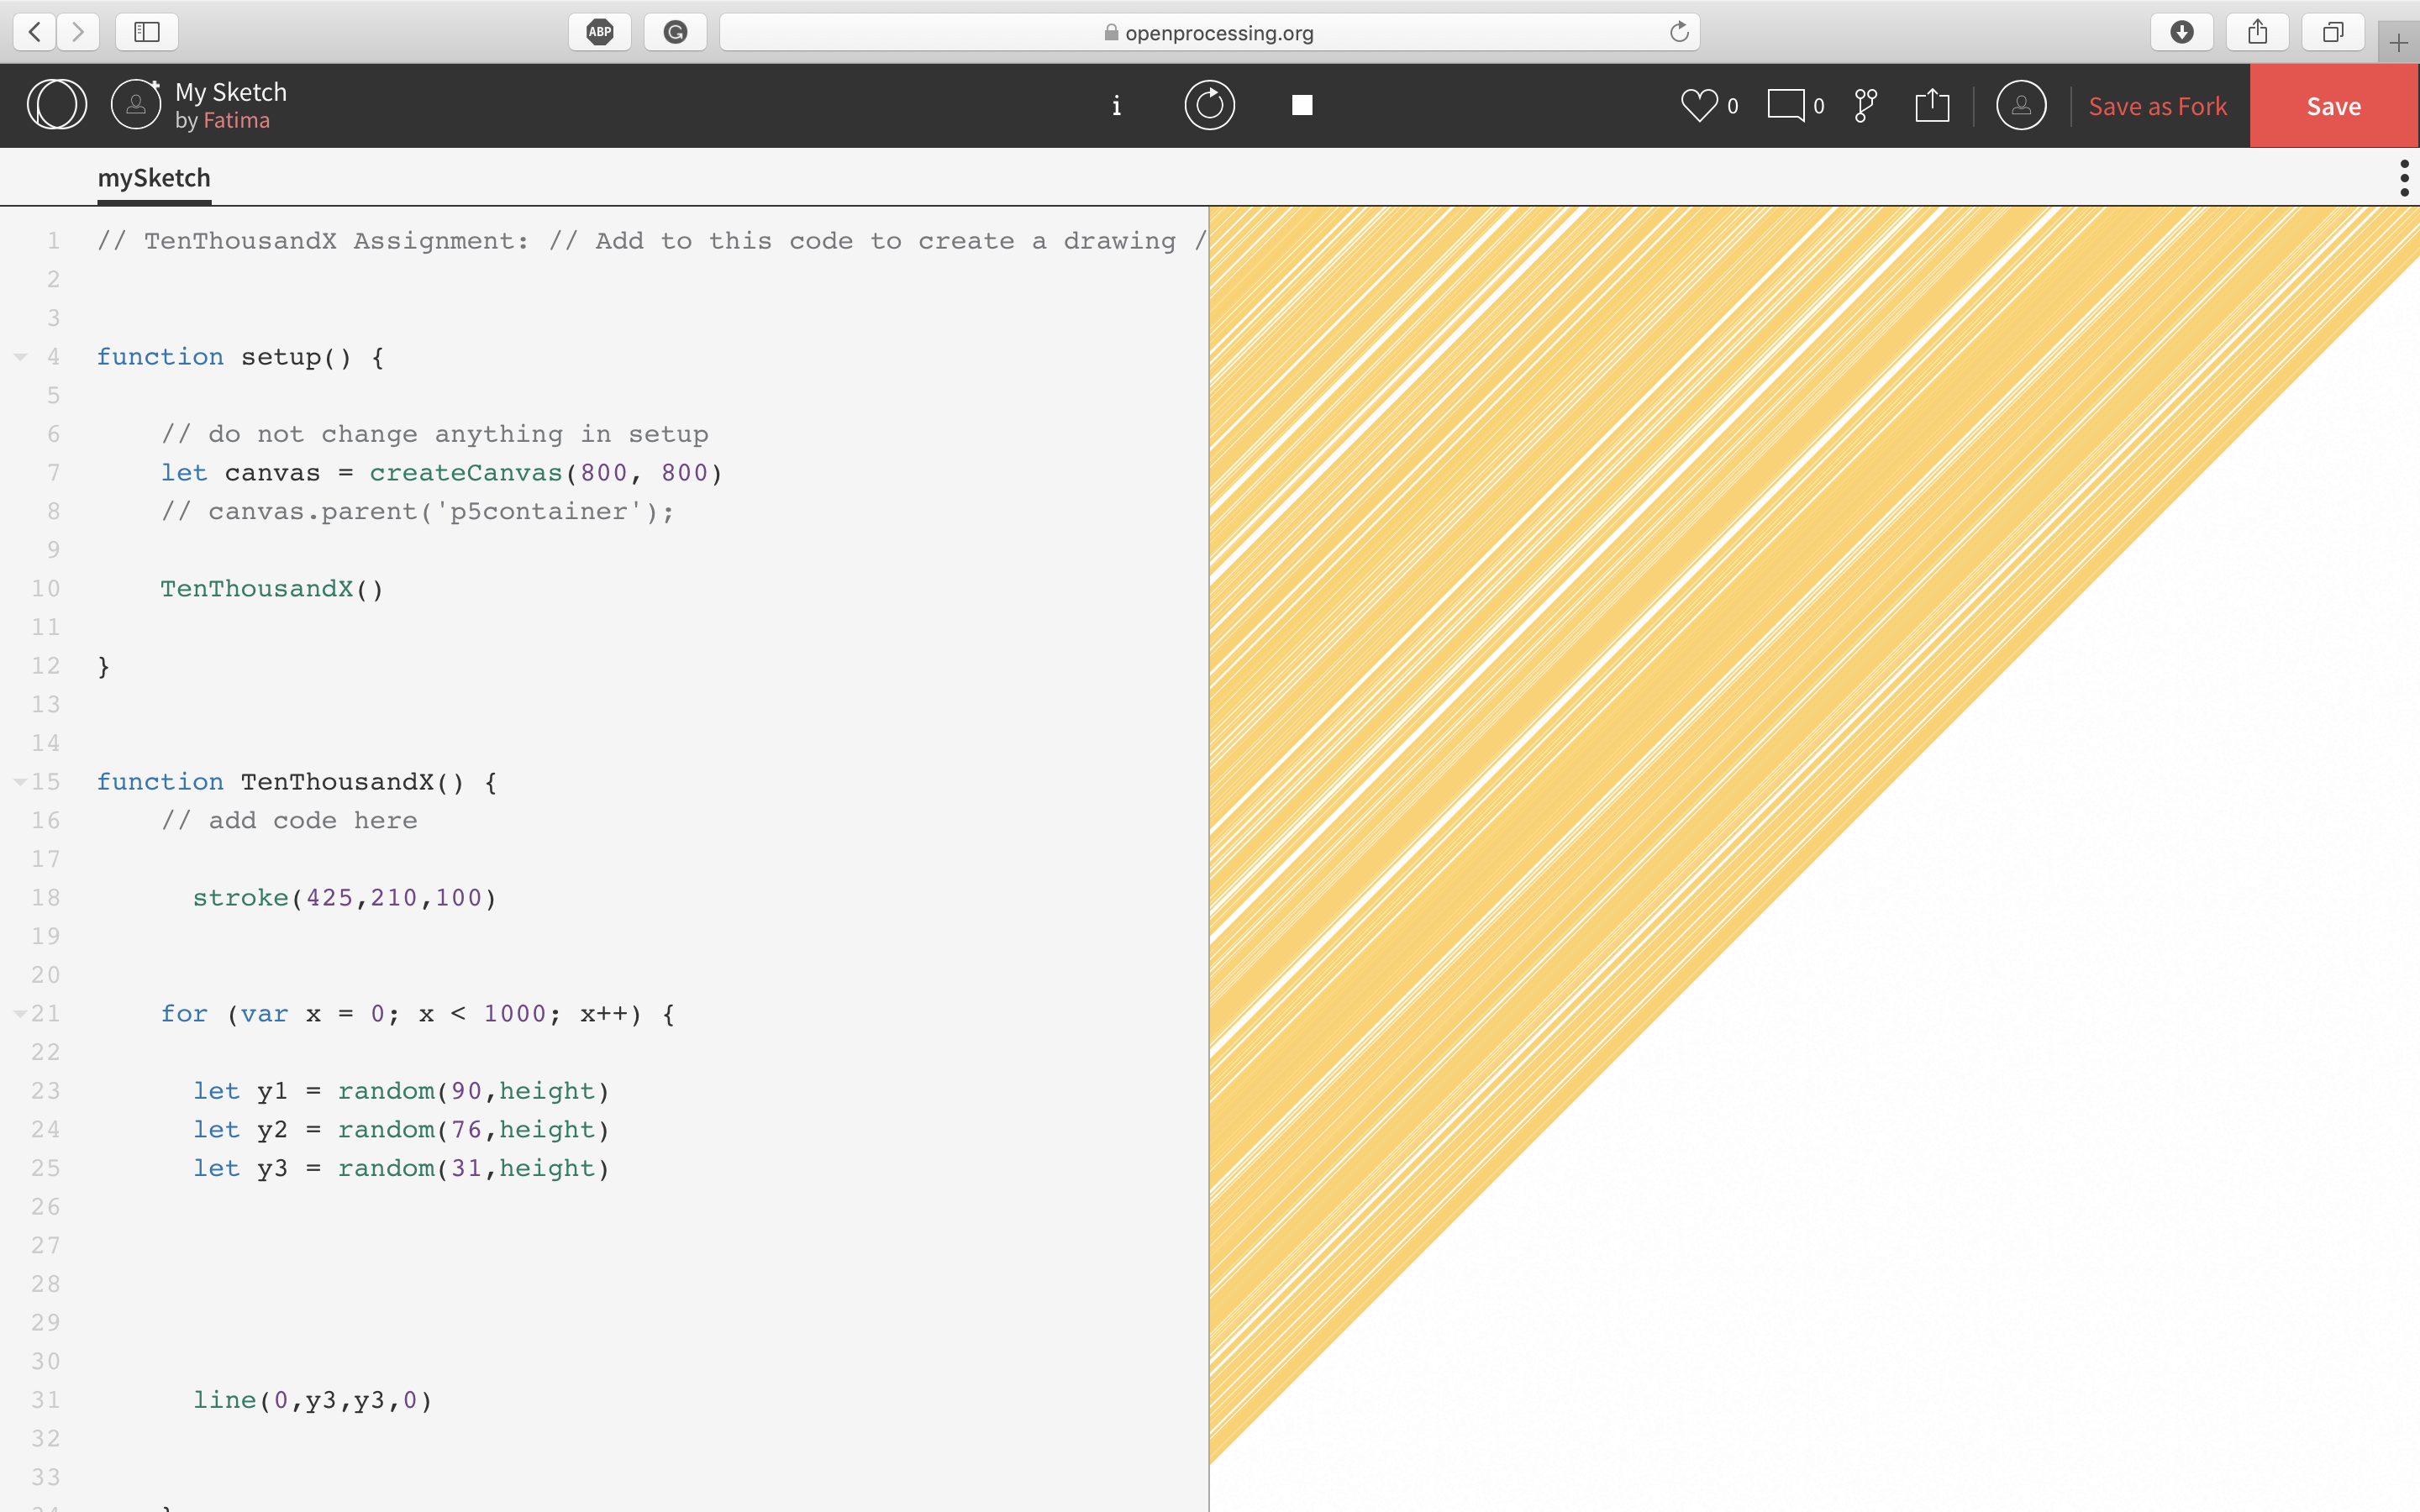 ABP
openprocessing.org
My Sketch
by Fatima
i
0
0
Save as Fork
Save
mySketch
1 // TenThousandX Assignment: // Add to this code to create a drawing /
2
3
4 function setup() {
5
6 // do not change anything in setup
7 let canvas = createCanvas(800, 800)
8 // canvas.parent('p5container');
9
10 TenThousandX()
11
12 }
13
14
15 function TenThousandX() {
16 // add code here
17
18 stroke(425,210,100)
19
20
21 for (var x = 0; x < 1000; x++) {
22
23 let y1 = random(90,height)
24 let y2 = random(76,height)
25 let y3 = random(31,height)
26
27
28
29
30
31 line(0,y3,y3,0)
32
33